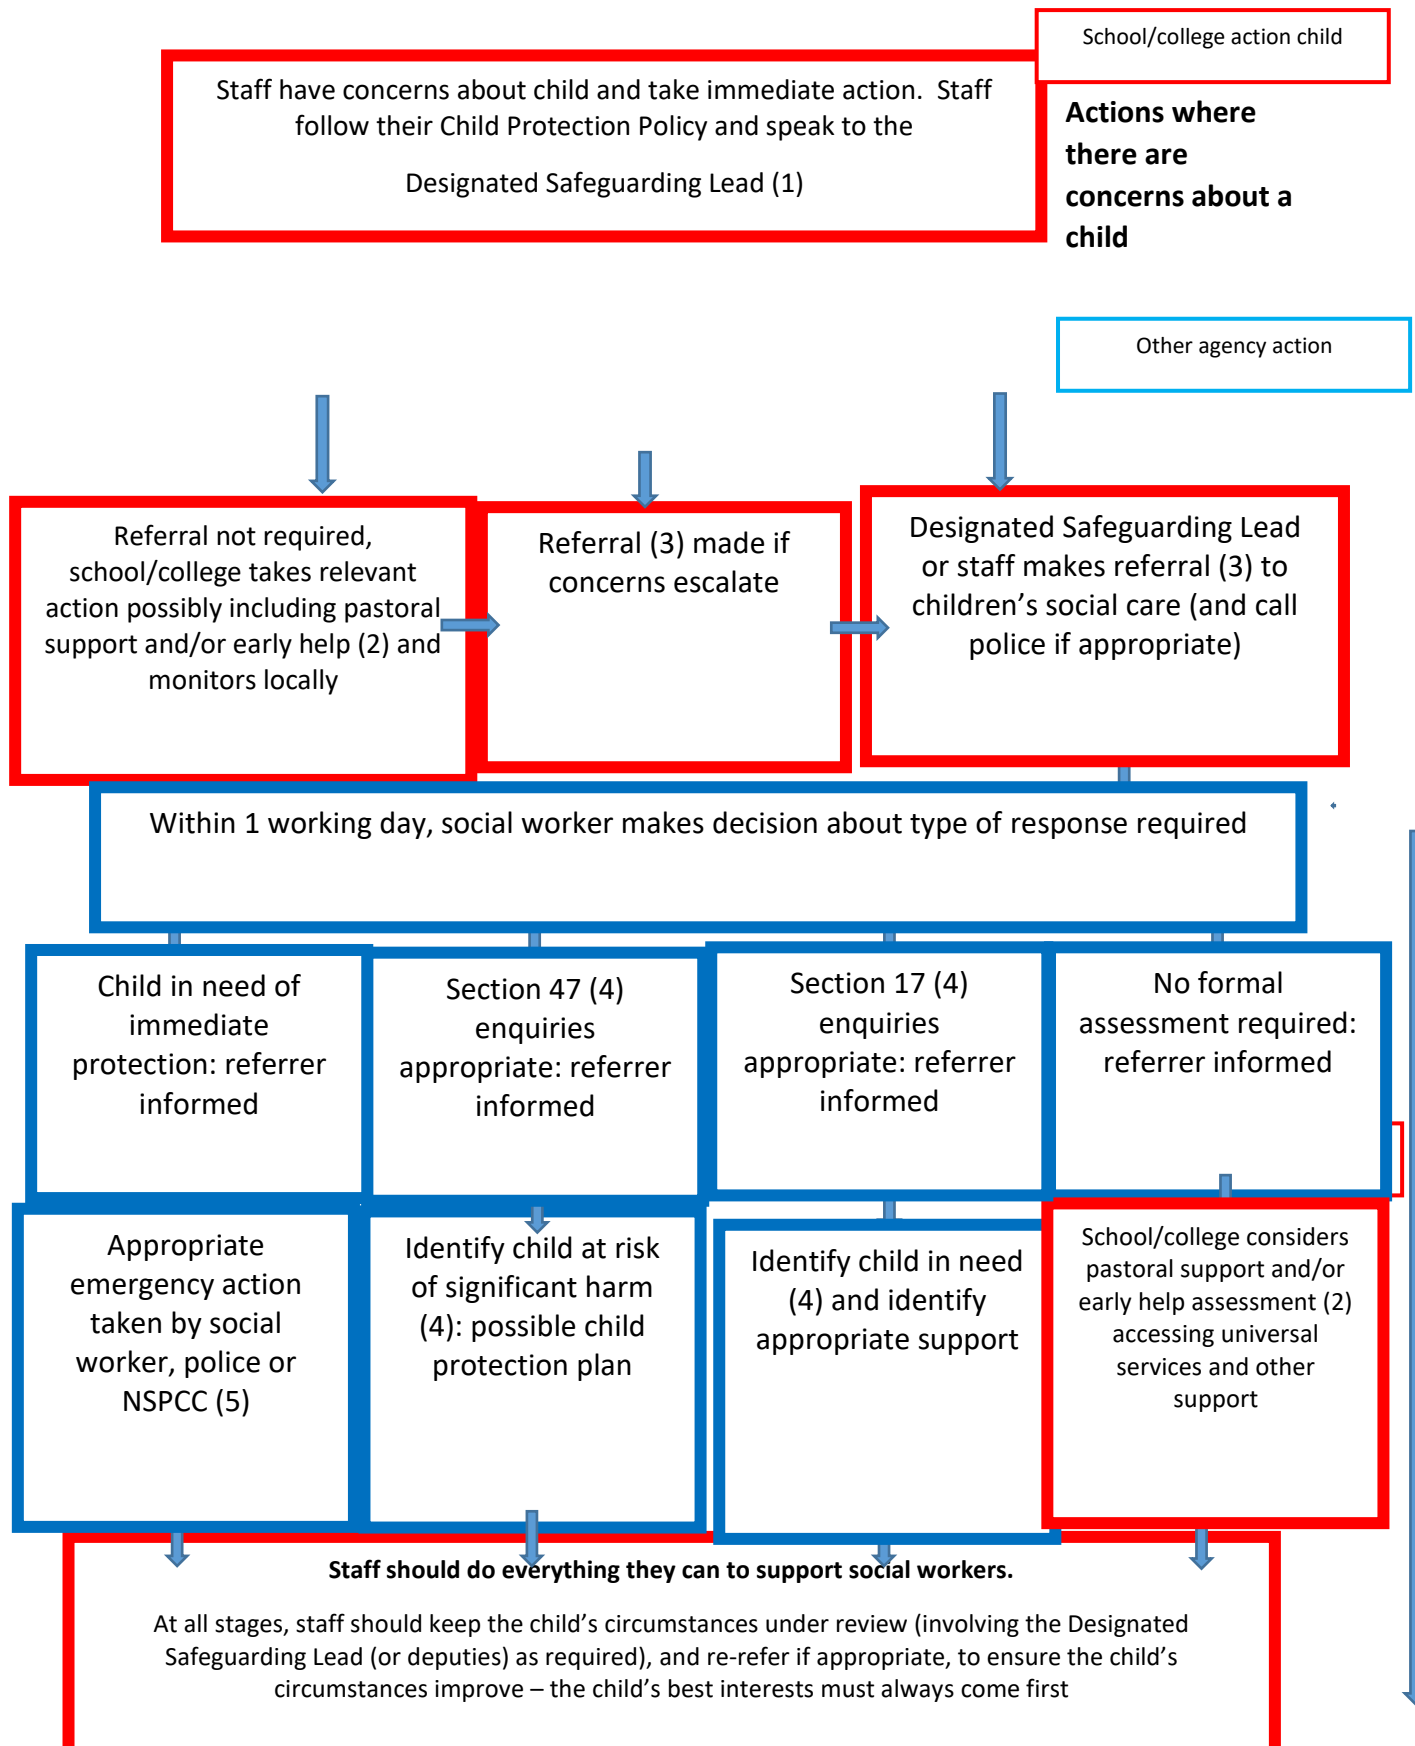 School/college action child
Staff have concerns about child and take immediate action.  Staff
follow their Child Protection Policy and speak to the
Designated Safeguarding Lead (1)
Actions where
there are
concerns about a
child
Other agency action
Referral not required,
school/college takes relevant
action possibly including pastoral
support and/or early help (2) and
monitors locally
Referral (3) made if
concerns escalate
Designated Safeguarding Lead
or staff makes referral (3) to
children’s social care (and call
police if appropriate)
Within 1 working day, social worker makes decision about type of response required
Child in need of
immediate
protection: referrer
informed
Section 47 (4)
enquiries
appropriate: referrer
informed
Section 17 (4)
enquiries
appropriate: referrer
informed
No formal
assessment required:
referrer informed
Appropriate
emergency action
taken by social
worker, police or
NSPCC (5)
Identify child at risk
of significant harm
(4): possible child
protection plan
Identify child in need
(4) and identify
appropriate support
School/college considers
pastoral support and/or
early help assessment (2)
accessing universal
services and other
support
Staff should do everything they can to support social workers.
At all stages, staff should keep the child’s circumstances under review (involving the Designated
Safeguarding Lead (or deputies) as required), and re-refer if appropriate, to ensure the child’s
circumstances improve – the child’s best interests must always come first